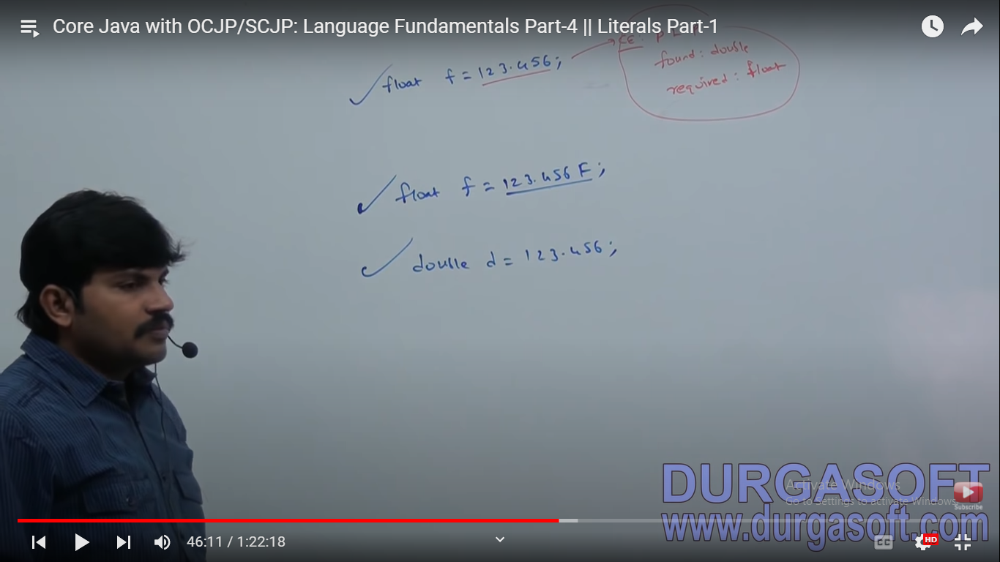 Core Java with OCJP/SCJP: Language Fundamentals Part-4 || Literals Part-1
CE: P L P
float f = 123.456;
found: double
required: float
float f = 123.456 F;
double d = 123.456;
DURGASOFT
Activate Windows
Go to Settings to activate Windows.
Subscribe
www.durgasoft.com
46:11 / 1:22:18
CC
HD